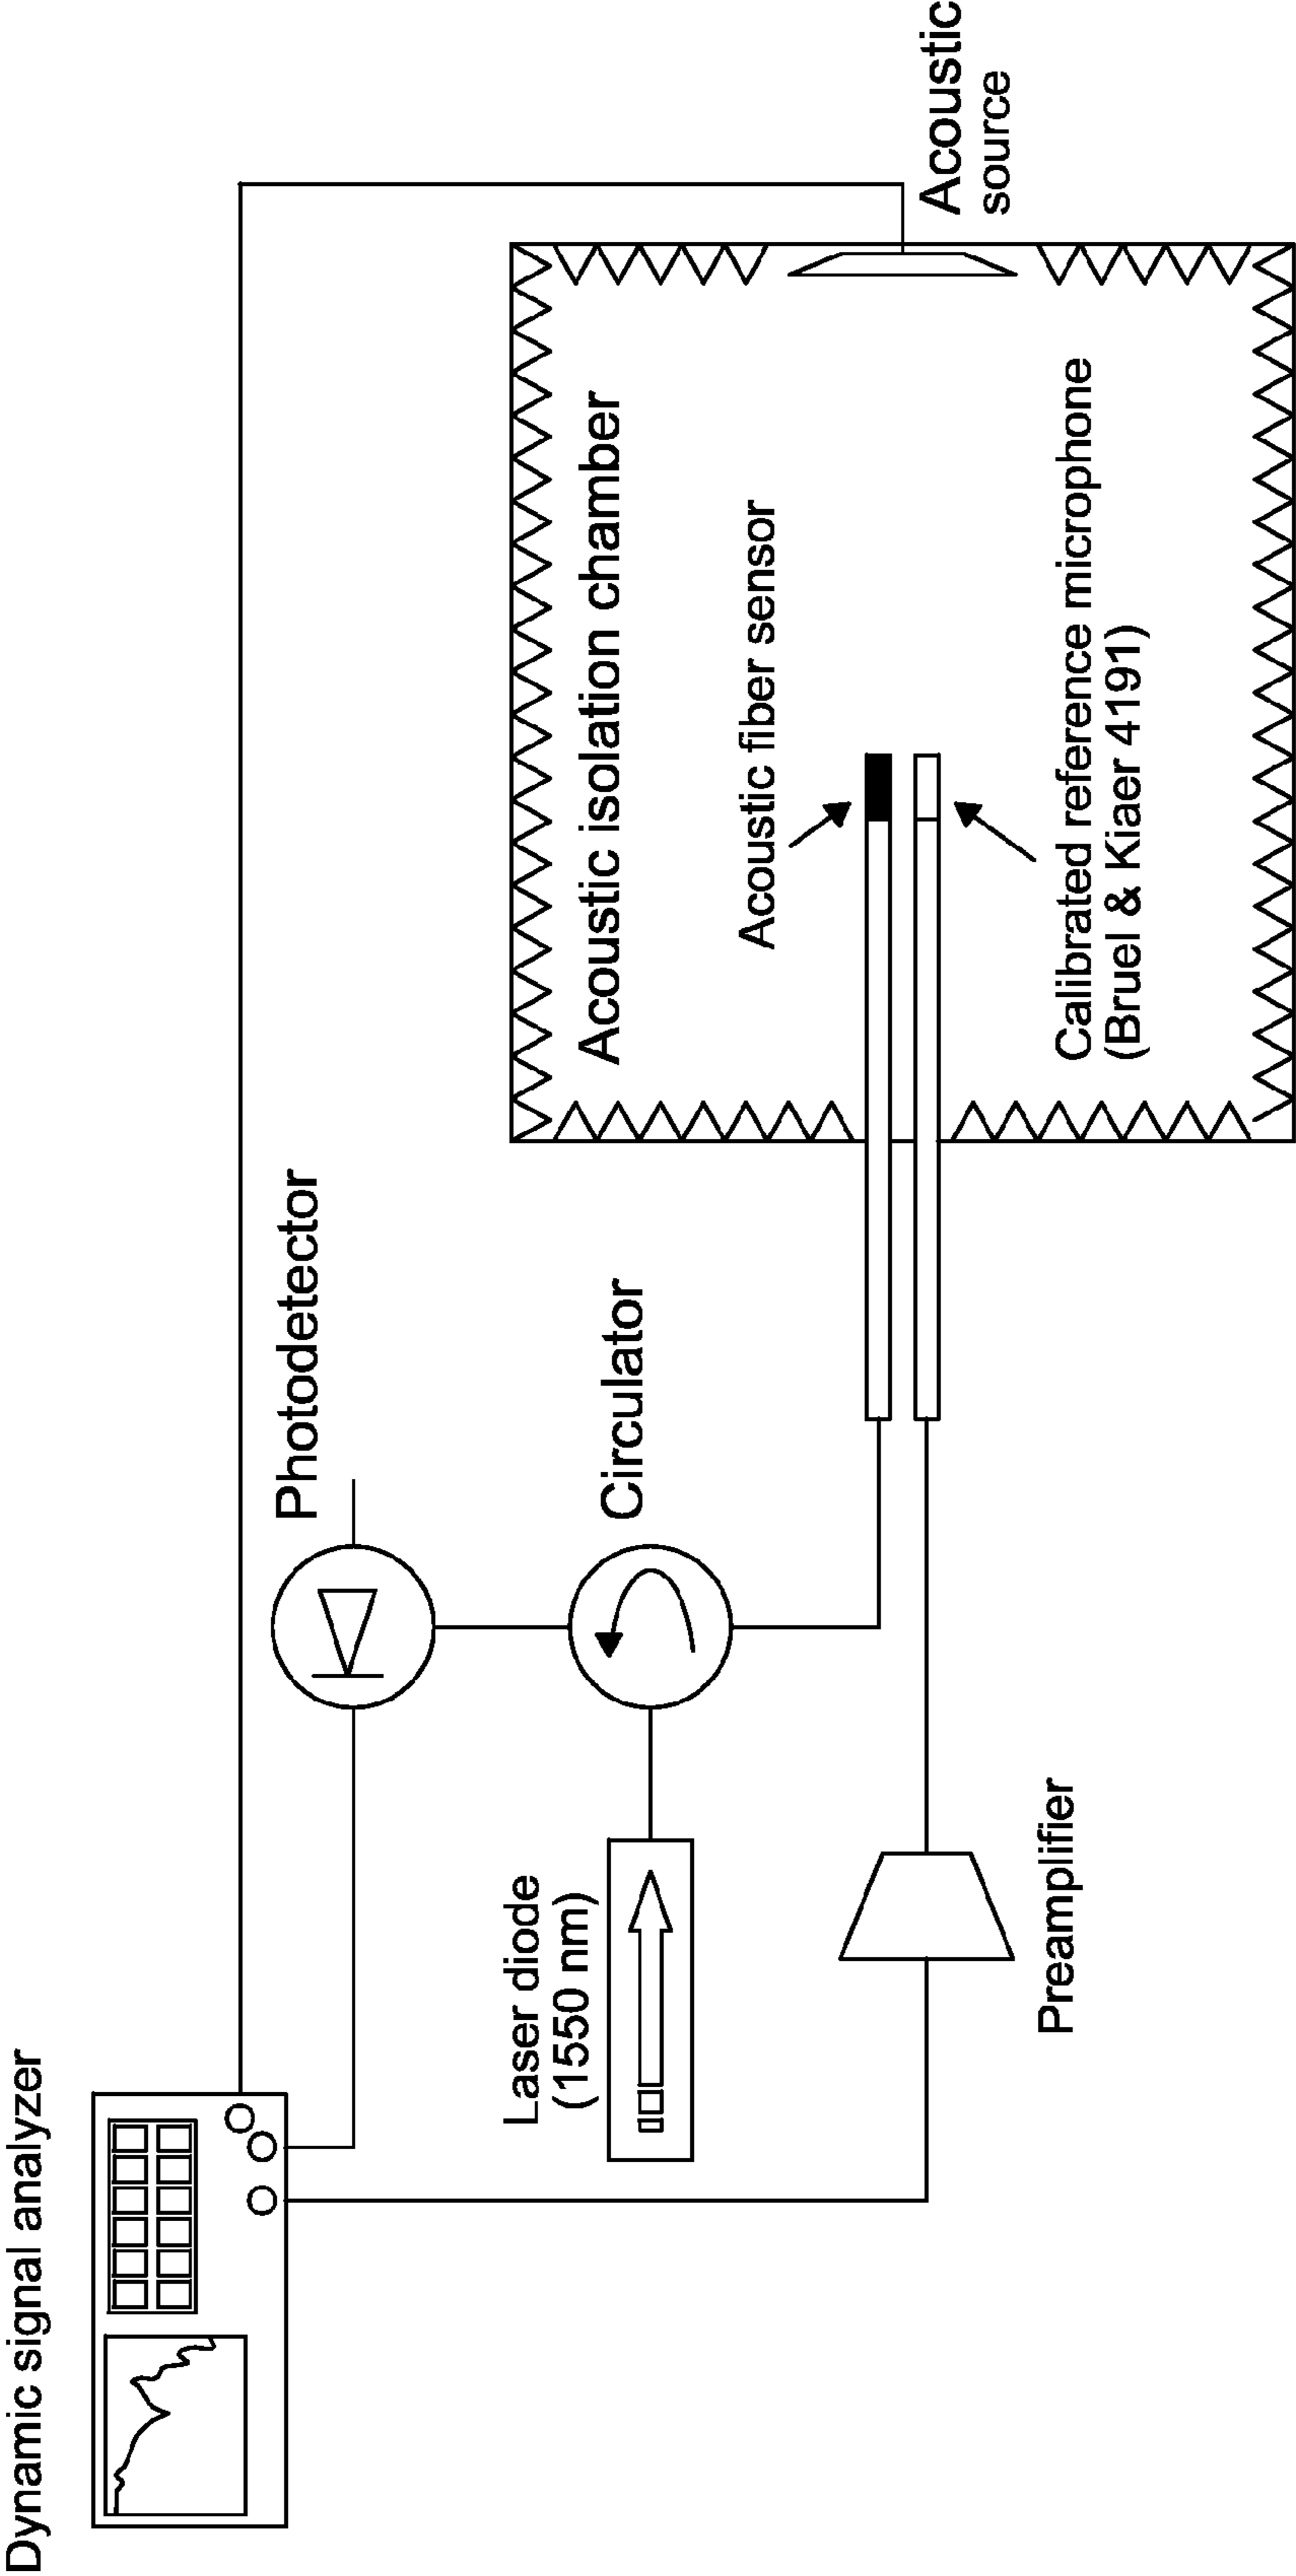 Dynamic signal analyzer
Photodetector
Laser diode
(1550 nm)
Circulator
Preamplifier
Acoustic isolation chamber
Acoustic fiber sensor
Calibrated reference microphone
(Bruel & Kiaer 4191)
Acoustic
source